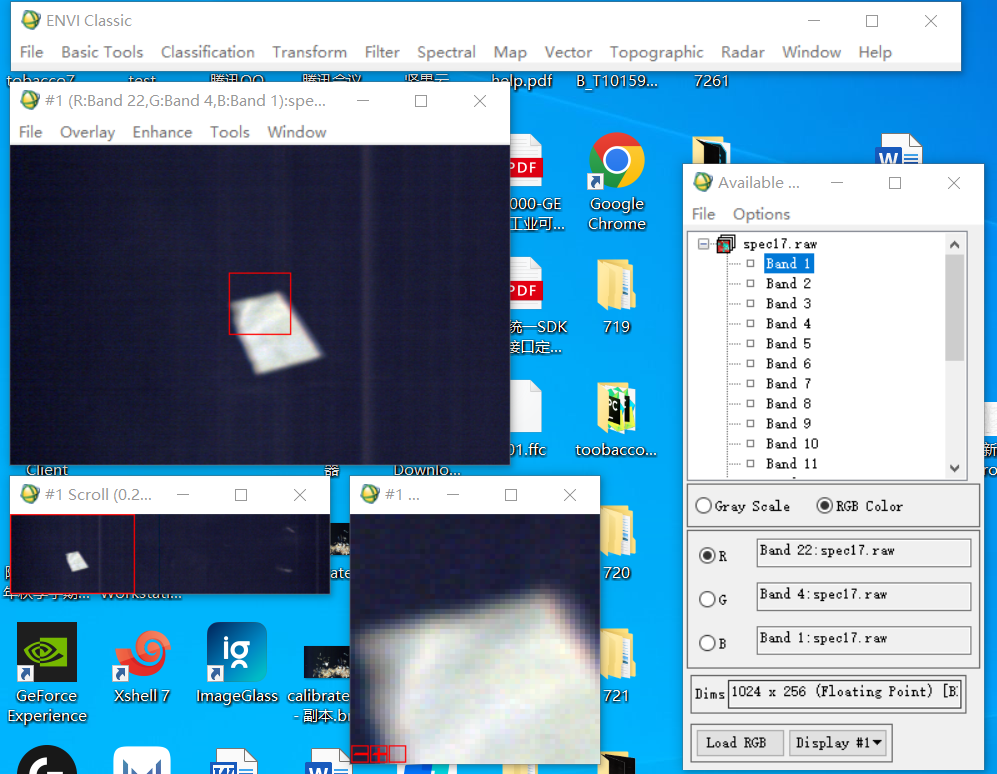 ENVI Classic
File Basic Tools Classification Transform Filter Spectral Map Vector Topographic Radar Window Help
tobacco7 test 腾讯QQ 腾讯会议 坚果云 help.pdf B_T10159... 7261
#1 (R:Band 22,G:Band 4,B:Band 1):spe...
File Overlay Enhance Tools Window
PDF
000-GE
工业可...
W
Google
Chrome
PDF
统一SDK
接口定...
719
01.ffc
PC
toobacco...
Client
器
Downlo...
Available ...
File Options
spec17.raw
Band 1
Band 2
Band 3
Band 4
Band 5
Band 6
Band 7
Band 8
Band 9
Band 10
Band 11
Gray Scale RGB Color
R Band 22:spec17.raw
G Band 4:spec17.raw
B Band 1:spec17.raw
Dims 1024 x 256 (Floating Point) [B
Load RGB Display #1
#1 Scroll (0.2...
#1 ...
720
GeForce
Experience
Xshell 7
ig
ImageGlass
calibrate
- 副本.b
721
W